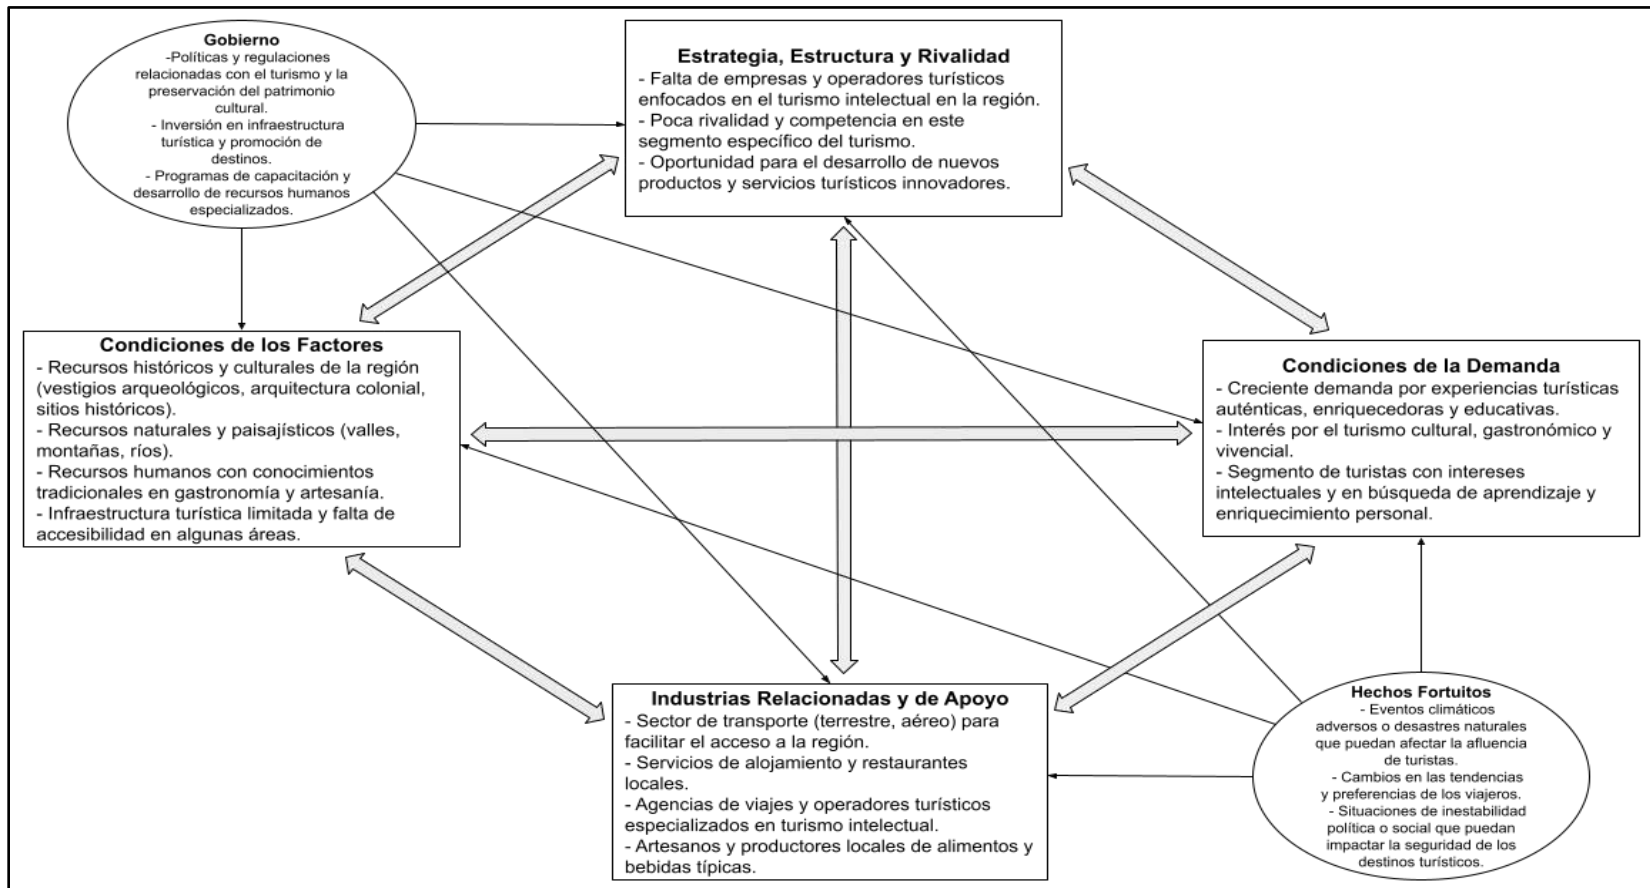 Gobierno
-Políticas y regulaciones
relacionadas con el turismo y la
preservación del patrimonio
cultural.
- Inversión en infraestructura
turística y promoción de
destinos.
- Programas de capacitación y
desarrollo de recursos humanos
especializados.
Estrategia, Estructura y Rivalidad
- Falta de empresas y operadores turísticos
enfocados en el turismo intelectual en la región.
- Poca rivalidad y competencia en este
segmento específico del turismo.
- Oportunidad para el desarrollo de nuevos
productos y servicios turísticos innovadores.
Condiciones de los Factores
- Recursos históricos y culturales de la región
(vestigios arqueológicos, arquitectura colonial,
sitios históricos).
- Recursos naturales y paisajísticos (valles,
montañas, ríos).
- Recursos humanos con conocimientos
tradicionales en gastronomía y artesanía.
- Infraestructura turística limitada y falta de
accesibilidad en algunas áreas.
Condiciones de la Demanda
- Creciente demanda por experiencias turísticas
auténticas, enriquecedoras y educativas.
- Interés por el turismo cultural, gastronómico y
vivencial.
- Segmento de turistas con intereses
intelectuales y en búsqueda de aprendizaje y
enriquecimiento personal.
Industrias Relacionadas y de Apoyo
- Sector de transporte (terrestre, aéreo) para
facilitar el acceso a la región.
- Servicios de alojamiento y restaurantes
locales.
- Agencias de viajes y operadores turísticos
especializados en turismo intelectual.
- Artesanos y productores locales de alimentos y
bebidas típicas.
Hechos Fortuitos
- Eventos climáticos
adversos o desastres naturales
que puedan afectar la afluencia
de turistas.
- Cambios en las tendencias
y preferencias de los viajeros.
- Situaciones de inestabilidad
política o social que puedan
impactar la seguridad de los
destinos turísticos.